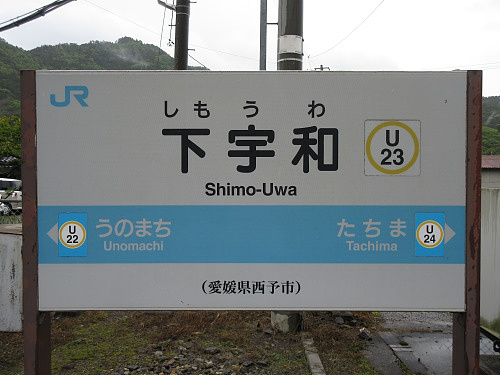 JR
しもうわ
下宇和
U
23
Shimo-Uwa
U
22
うのまち
Unomachi
たちま
Tachima
U
24
(愛媛県西予市)